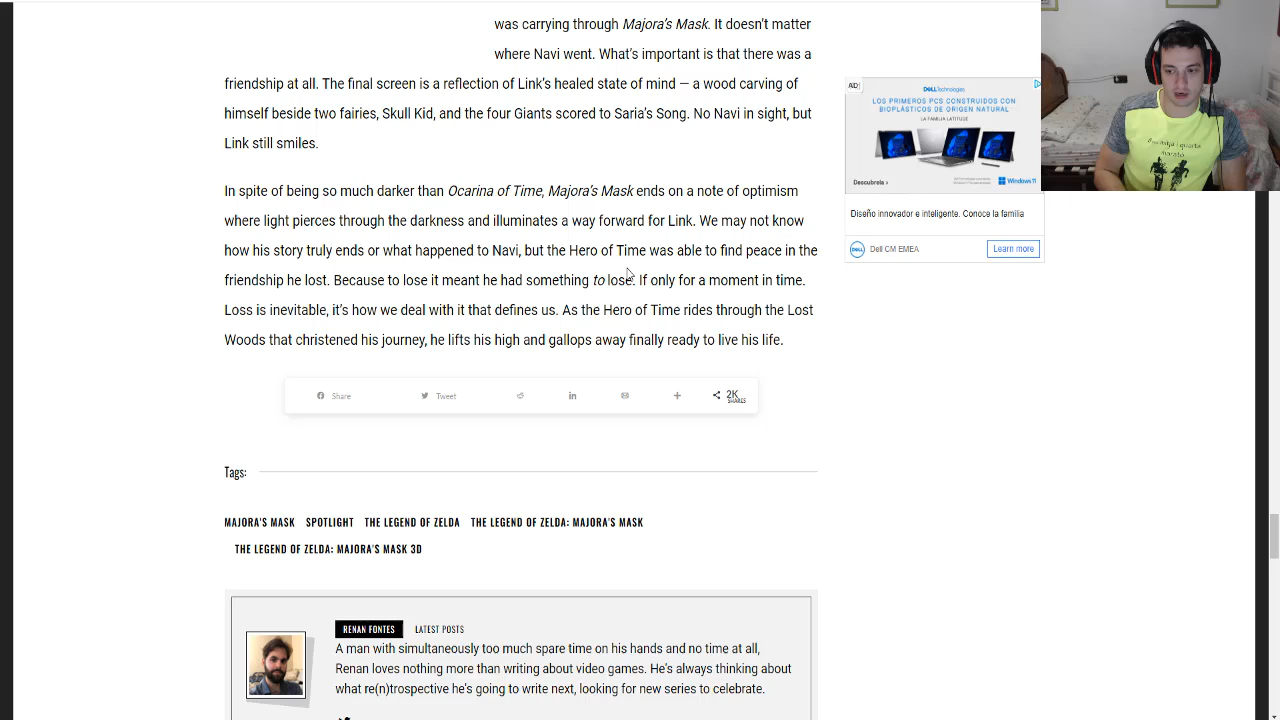 was carrying through Majora's Mask. It doesn't matter
where Navi went. What's important is that there was a
friendship at all. The final screen is a reflection of Link's healed state of mind — a wood carving of
himself beside two fairies, Skull Kid, and the four Giants scored to Saria's Song. No Navi in sight, but
Link still smiles.
In spite of being so much darker than Ocarina of Time, Majora's Mask ends on a note of optimism
where light pierces through the darkness and illuminates a way forward for Link. We may not know
how his story truly ends or what happened to Navi, but the Hero of Time was able to find peace in the
friendship he lost. Because to lose it meant he had something to lose. If only for a moment in time.
Loss is inevitable, it's how we deal with it that defines us. As the Hero of Time rides through the Lost
Woods that christened his journey, he lifts his high and gallops away finally ready to live his life.
Share
Tweet
2K
SHARES
Tags:
MAJORA'S MASK SPOTLIGHT THE LEGEND OF ZELDA THE LEGEND OF ZELDA: MAJORA'S MASK
THE LEGEND OF ZELDA: MAJORA'S MASK 3D
RENAN FONTES LATEST POSTS
A man with simultaneously too much spare time on his hands and no time at all,
Renan loves nothing more than writing about video games. He's always thinking about
what re(n)trospective he's going to write next, looking for new series to celebrate.
DELL Technologies
LOS PRIMEROS PCS CONSTRUIDOS CON
BIOPLÁSTICOS DE ORIGEN NATURAL
LA FAMILIA LATITUDE
Descubrela >
Windows 11
Diseño innovador e inteligente. Conoce la familia
DELL
Dell CM EMEA
Learn more